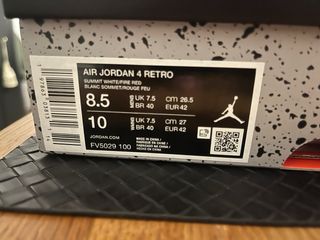 AIR JORDAN 4 RETRO
SUMMIT WHITE/FIRE RED
BLANC SOMMET/ROUGE FEU
8.5 UK 7.5 cm 26.5
BR 40 EUR 42
10 UK 7.5 cm 27
BR 40 EUR 42
JORDAN.COM
FV5029 100